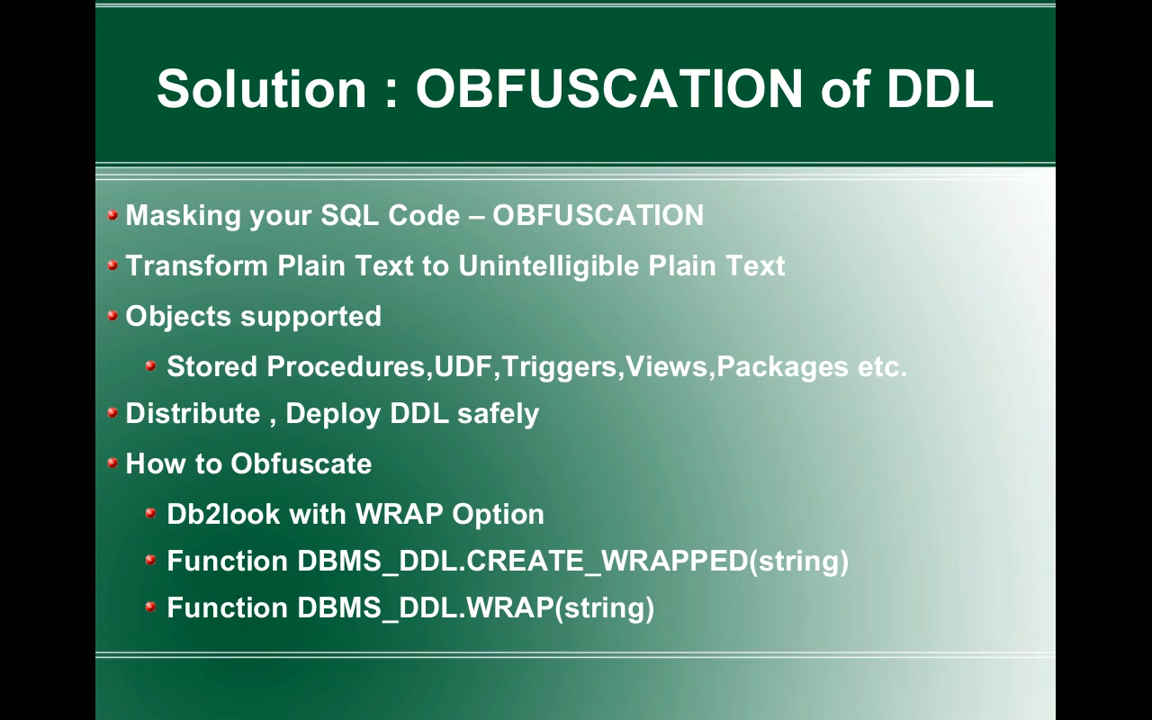 Solution : OBFUSCATION of DDL
Masking your SQL Code – OBFUSCATION
Transform Plain Text to Unintelligible Plain Text
Objects supported
Stored Procedures,UDF,Triggers,Views,Packages etc.
Distribute , Deploy DDL safely
How to Obfuscate
Db2look with WRAP Option
Function DBMS_DDL.CREATE_WRAPPED(string)
Function DBMS_DDL.WRAP(string)